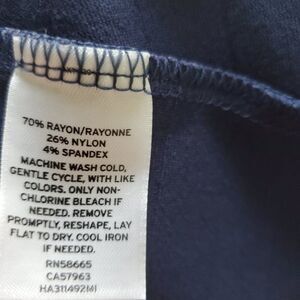 70% RAYON/RAYONNE
26% NYLON
4% SPANDEX
MACHINE WASH COLD,
GENTLE CYCLE, WITH LIKE
COLORS. ONLY NON-
CHLORINE BLEACH IF
NEEDED. REMOVE
PROMPTLY, RESHAPE, LAY
FLAT TO DRY. COOL IRON
IF NEEDED.
RN58665
CA57963
HA311492MI